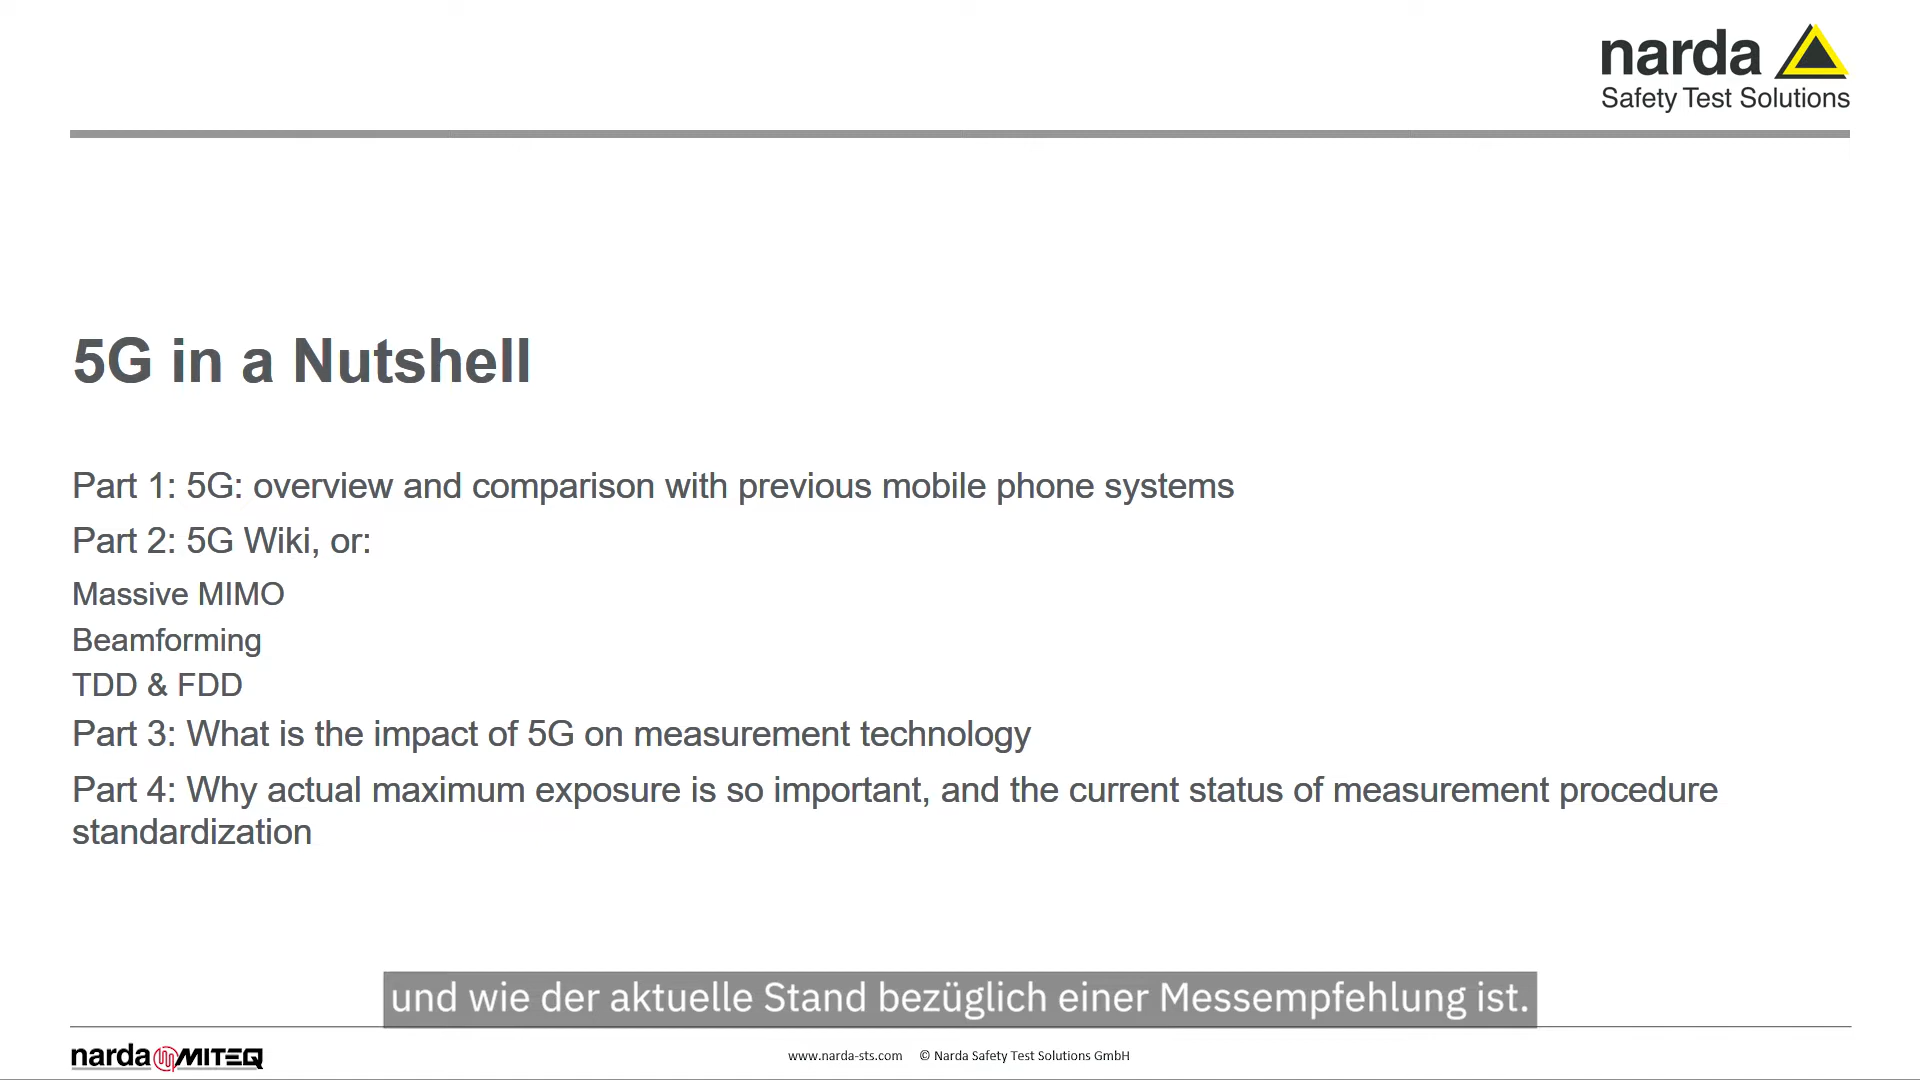 narda
Safety Test Solutions
5G in a Nutshell
Part 1: 5G: overview and comparison with previous mobile phone systems
Part 2: 5G Wiki, or:
Massive MIMO
Beamforming
TDD & FDD
Part 3: What is the impact of 5G on measurement technology
Part 4: Why actual maximum exposure is so important, and the current status of measurement procedure
standardization
und wie der aktuelle Stand bezüglich einer Messempfehlung ist.
narda MITEQ
www.narda-sts.com © Narda Safety Test Solutions GmbH